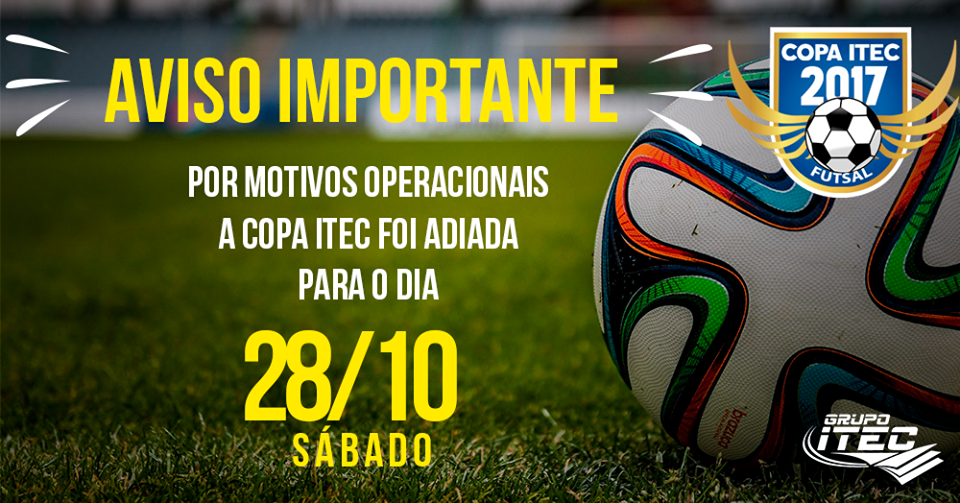 AVISO IMPORTANTE
COPA ITEC
2017
FUTSAL
POR MOTIVOS OPERACIONAIS
A COPA ITEC FOI ADIADA
PARA O DIA
28/10
SÁBADO
brazuca
GRUPO
ITEC